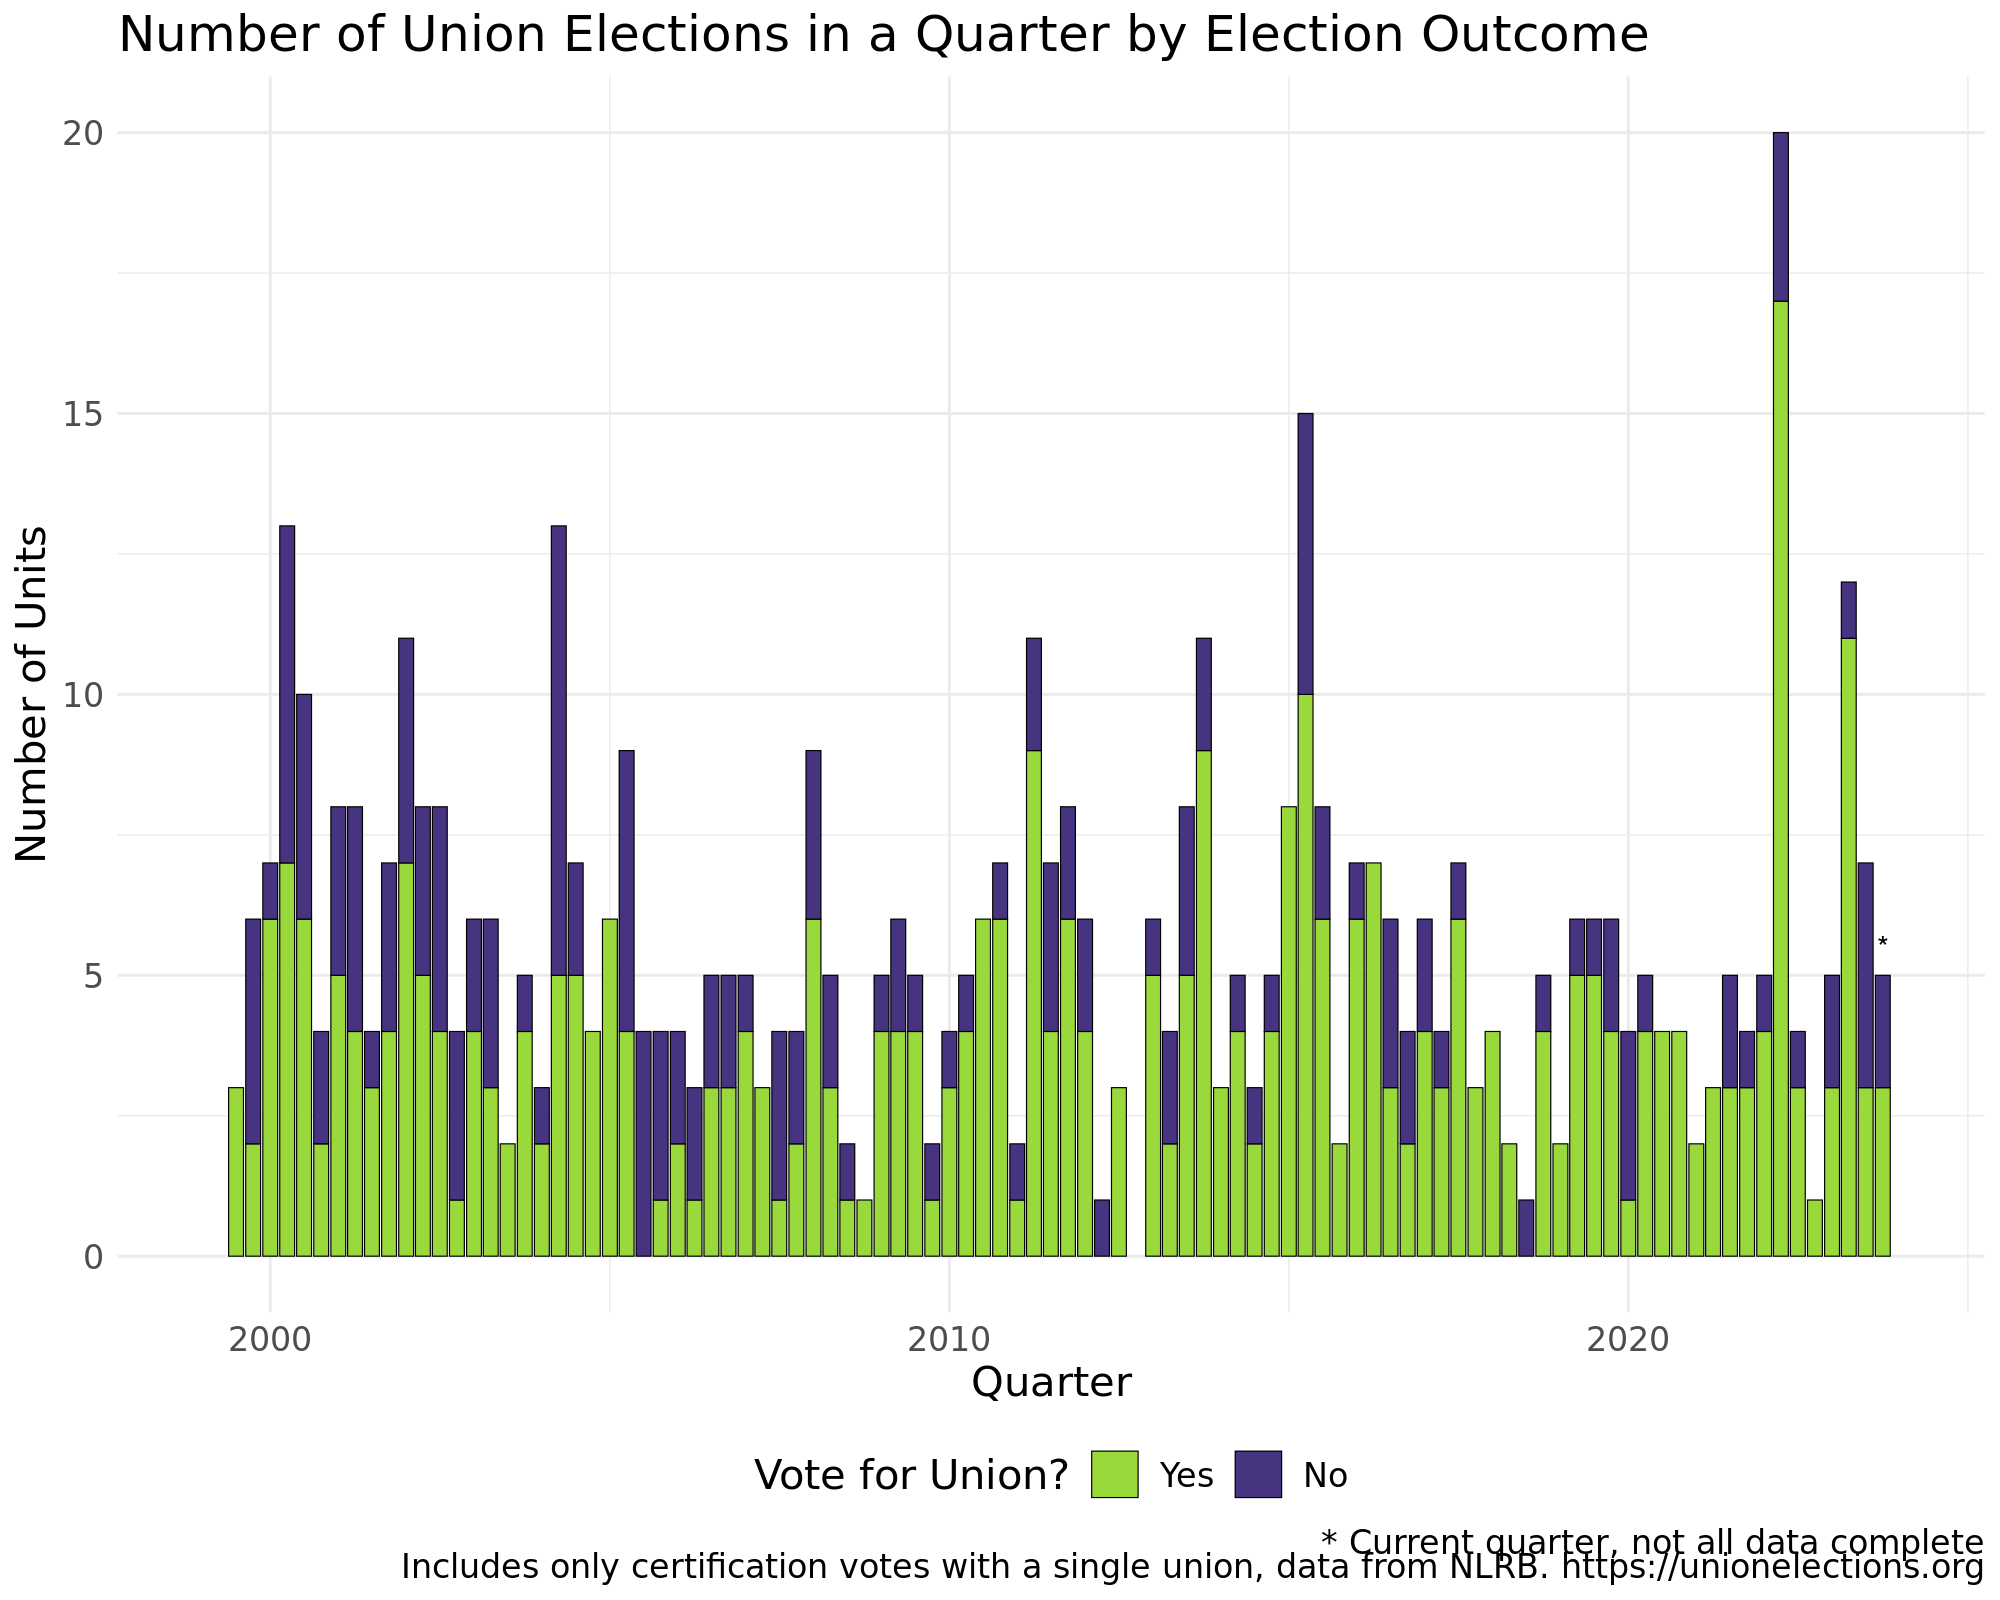 Number of Union Elections in a Quarter by Election Outcome
20
15
10
5
0
Number of Units
*
2000
2010
2020
Quarter
Vote for Union? Yes No
* Current quarter, not all data complete
Includes only certification votes with a single union, data from NLRB. https://unionelections.org